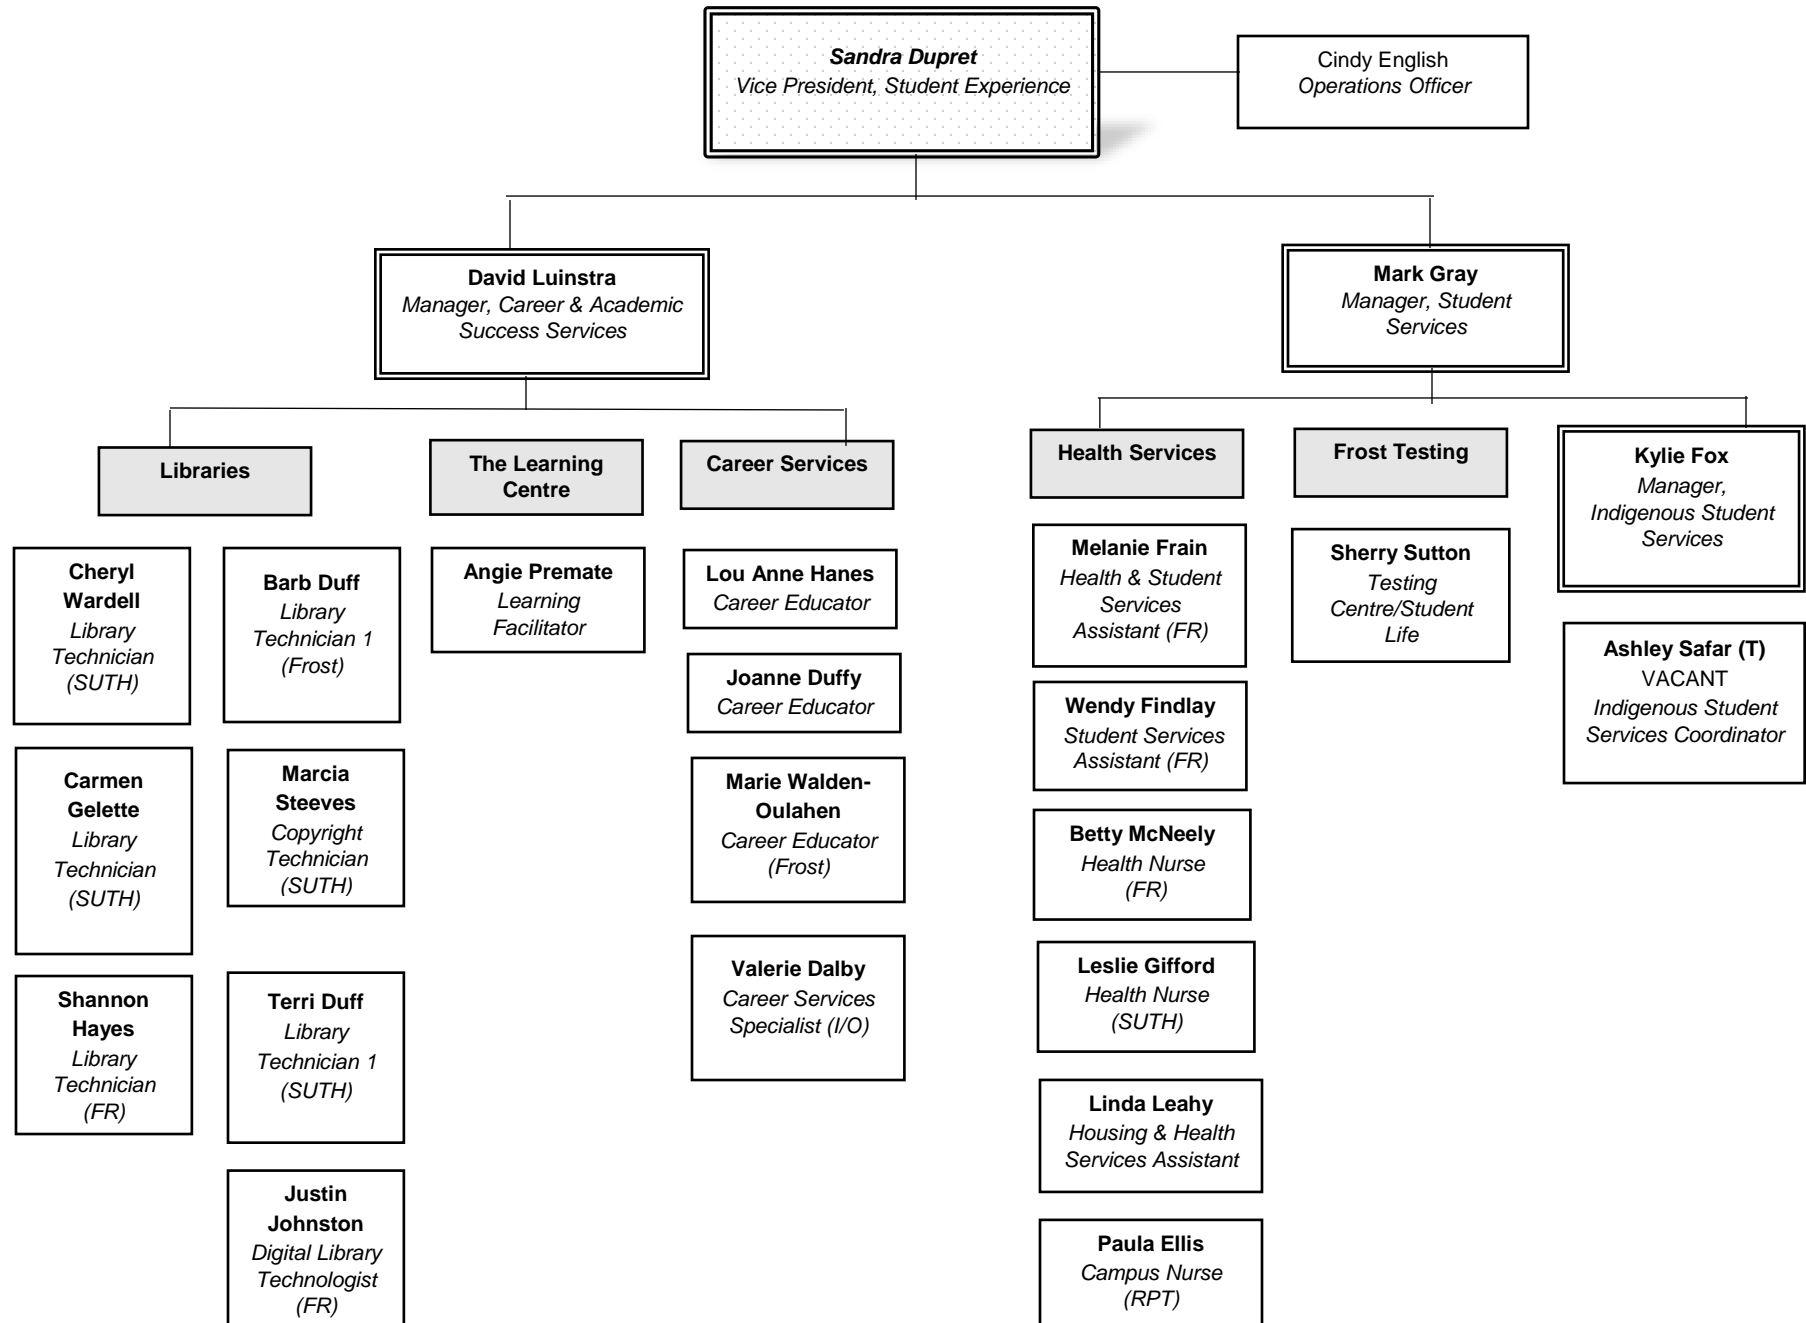 Sandra Dupret
Vice President, Student Experience
Cindy English
Operations Officer
David Luinstra
Manager, Career & Academic
Success Services
Mark Gray
Manager, Student
Services
Libraries
The Learning
Centre
Career Services
Health Services
Frost Testing
Kylie Fox
Manager,
Indigenous Student
Services
Cheryl
Wardell
Library
Technician
(SUTH)
Barb Duff
Library
Technician 1
(Frost)
Angie Premate
Learning
Facilitator
Lou Anne Hanes
Career Educator
Joanne Duffy
Career Educator
Marie Walden-
Oulahen
Career Educator
(Frost)
Valerie Dalby
Career Services
Specialist (I/O)
Carmen
Gelette
Library
Technician
(SUTH)
Marcia
Steeves
Copyright
Technician
(SUTH)
Shannon
Hayes
Library
Technician
(FR)
Terri Duff
Library
Technician 1
(SUTH)
Justin
Johnston
Digital Library
Technologist
(FR)
Melanie Frain
Health & Student
Services
Assistant (FR)
Wendy Findlay
Student Services
Assistant (FR)
Betty McNeely
Health Nurse
(FR)
Leslie Gifford
Health Nurse
(SUTH)
Linda Leahy
Housing & Health
Services Assistant
Paula Ellis
Campus Nurse
(RPT)
Sherry Sutton
Testing
Centre/Student
Life
Ashley Safar (T)
VACANT
Indigenous Student
Services Coordinator